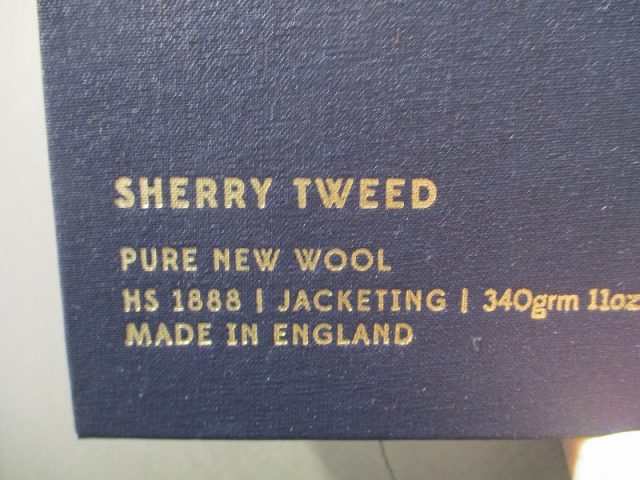 SHERRY TWEED
PURE NEW WOOL
HS 1888 | JACKETING | 340grm 11oz
MADE IN ENGLAND